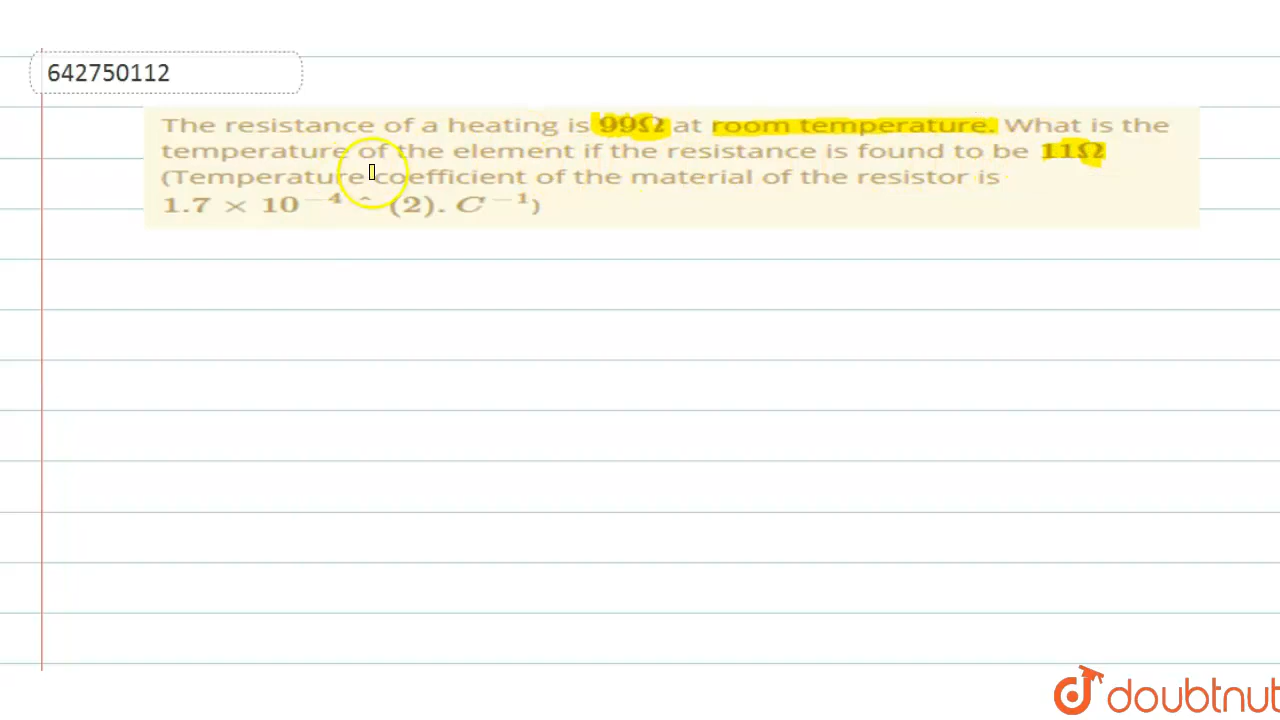 642750112
The resistance of a heating is 99Ω at room temperature. What is the
temperature of the element if the resistance is found to be 11Ω
(Temperature coefficient of the material of the resistor is
1.7 × 10⁻⁴ ^ (2). C⁻¹)
doubtnut